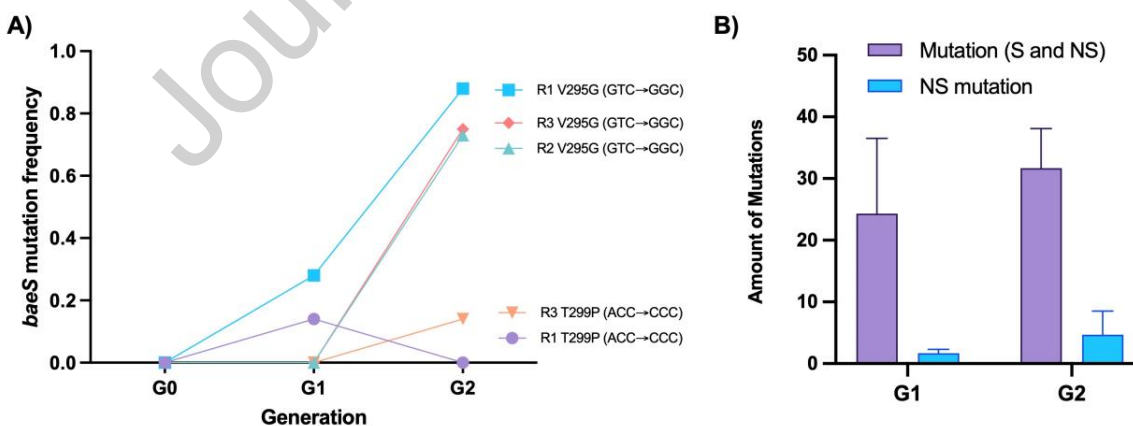 A)
Jour
baeS mutation frequency
1.0
0.8
0.6
0.4
0.2
0.0
G0
G1
G2
Generation
R1 V295G (GTC→GGC)
R3 V295G (GTC→GGC)
R2 V295G (GTC→GGC)
R3 T299P (ACC→CCC)
R1 T299P (ACC→CCC)
B)
Amount of Mutations
50
40
30
20
10
0
G1
G2
Mutation (S and NS)
NS mutation